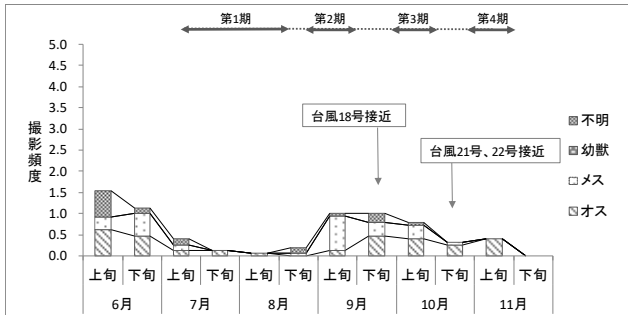 第1期 第2期 第3期 第4期
5.0
4.5
4.0
3.5
3.0
2.5
2.0
1.5
1.0
0.5
0.0
撮影頻度
台風18号接近
台風21号、22号接近
不明
幼獣
メス
オス
上旬 下旬 上旬 下旬 上旬 下旬 上旬 下旬 上旬 下旬 上旬 下旬
6月 7月 8月 9月 10月 11月